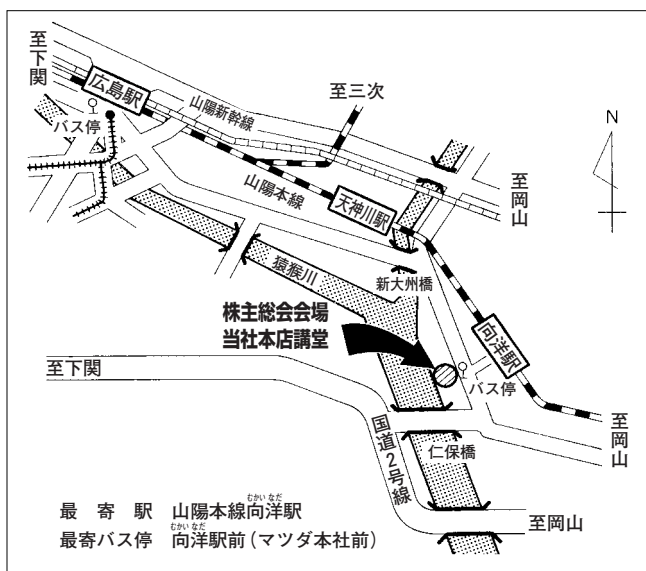 至下関
広島駅
バス停
山陽新幹線
至三次
N
山陽本線
天神川駅
至岡山
新大州橋
猿猴川
株主総会会場
当社本店講堂
向洋駅
バス停
至下関
国道2号線
仁保橋
至岡山
至岡山
むかいなだ
最寄駅 山陽本線向洋駅
むかいなだ
最寄バス停 向洋駅前(マツダ本社前)